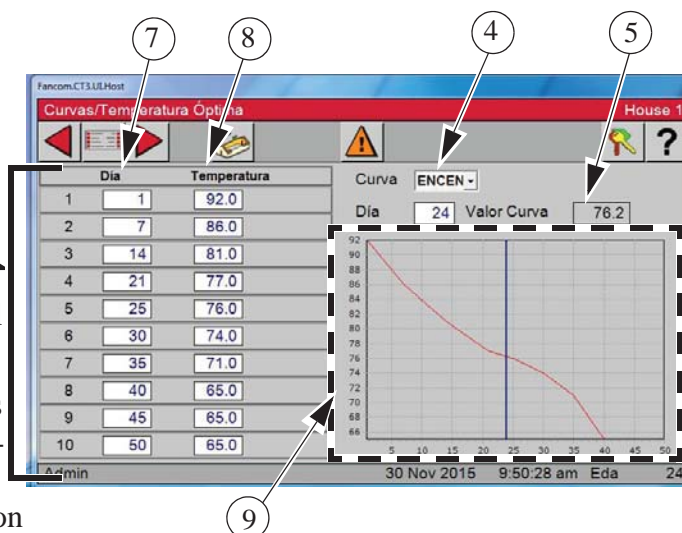 7 8 4 5
Fancom.CT3.ULHost
Curvas/Temperatura Óptima House 1
?
Día Temperatura
Curva ENCEN
1 1 92.0
Día 24 Valor Curva 76.2
2 7 86.0
3 14 81.0
4 21 77.0
5 25 76.0
6 30 74.0
7 35 71.0
8 40 65.0
9 45 65.0
10 50 65.0
92
90
88
86
84
82
80
78
76
74
72
70
68
66
5 10 15 20 25 30 35 40 45 50
Admin 30 Nov 2015 9:50:28 am Eda 24
on
9